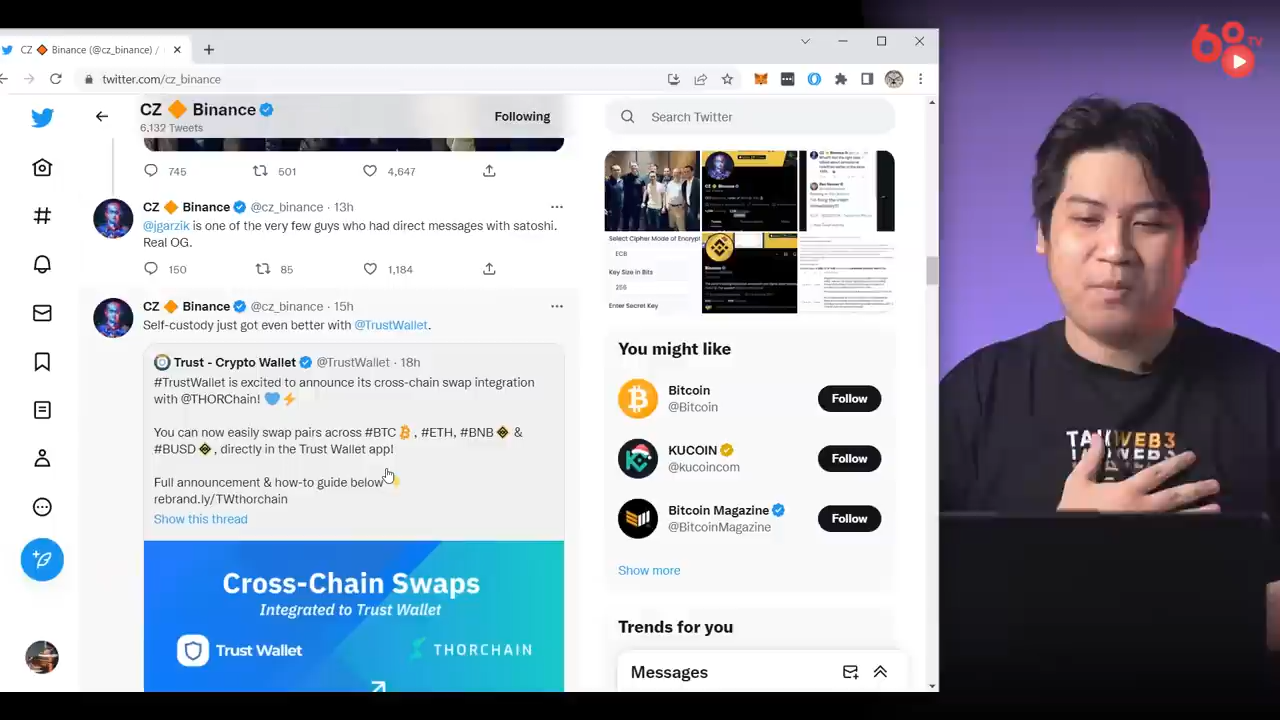 CZ 🔶 Binance (@cz_binance) /
twitter.com/cz_binance
CZ 🔶 Binance
6,132 Tweets
Following
Search Twitter
745 501 4,647
CZ 🔶 Binance @cz_binance · 13h
@jgarzik is one of the very few guys who had direct messages with satoshi.
Real OG.
150 85 1,184
CZ 🔶 Binance @cz_binance · 15h
Self-custody just got even better with @TrustWallet.
Trust - Crypto Wallet @TrustWallet · 18h
#TrustWallet is excited to announce its cross-chain swap integration
with @THORChain! 💙⚡
You can now easily swap pairs across #BTC, #ETH, #BNB &
#BUSD, directly in the Trust Wallet app!
Full announcement & how-to guide below
rebrand.ly/TWthorchain
Show this thread
Cross-Chain Swaps
Integrated to Trust Wallet
Trust Wallet
THORCHAIN
Select Cipher Mode of Encryp
ECB
Key Size in Bits
256
Enter Secret Key
You might like
Bitcoin
@Bitcoin
Follow
KUCOIN
@kucoincom
Follow
Bitcoin Magazine
@BitcoinMagazine
Follow
Show more
Trends for you
Messages
68
TV
WEB3